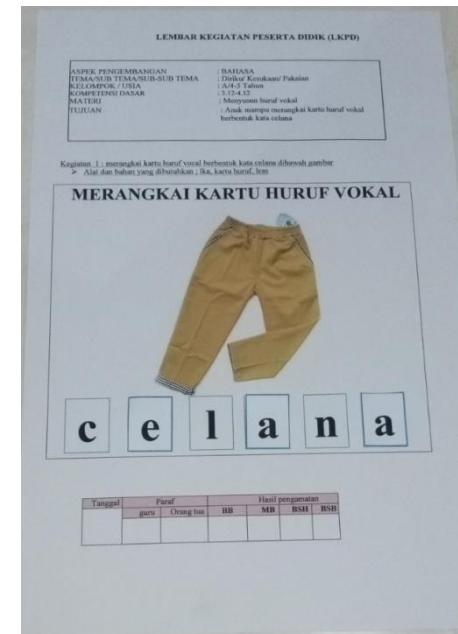 LEMBAR KEGIATAN PESERTA DIDIK (LKPD)
ASPEK PENGEMBANGAN : BAHASA
TEMA/SUB TEMA/SUB-SUB TEMA : Diriku/ Kesukaan/ Pakaian
KELOMPOK / USIA : A/4-5 Tahun
KOMPETENSI DASAR : 3.12-4.12
MATERI : Menyusun huruf vokal
TUJUAN : Anak mampu merangkai kartu huruf vokal
berbentuk kata celana
Kegiatan 1 : merangkai kartu huruf vocal berbentuk kata celana dibawah gambar
➤ Alat dan bahan yang dibutuhkan ; lka, kartu huruf, lem
MERANGKAI KARTU HURUF VOKAL
c e l a n a
Tanggal Paraf Hasil pengamatan
guru Orang tua BB MB BSH BSB